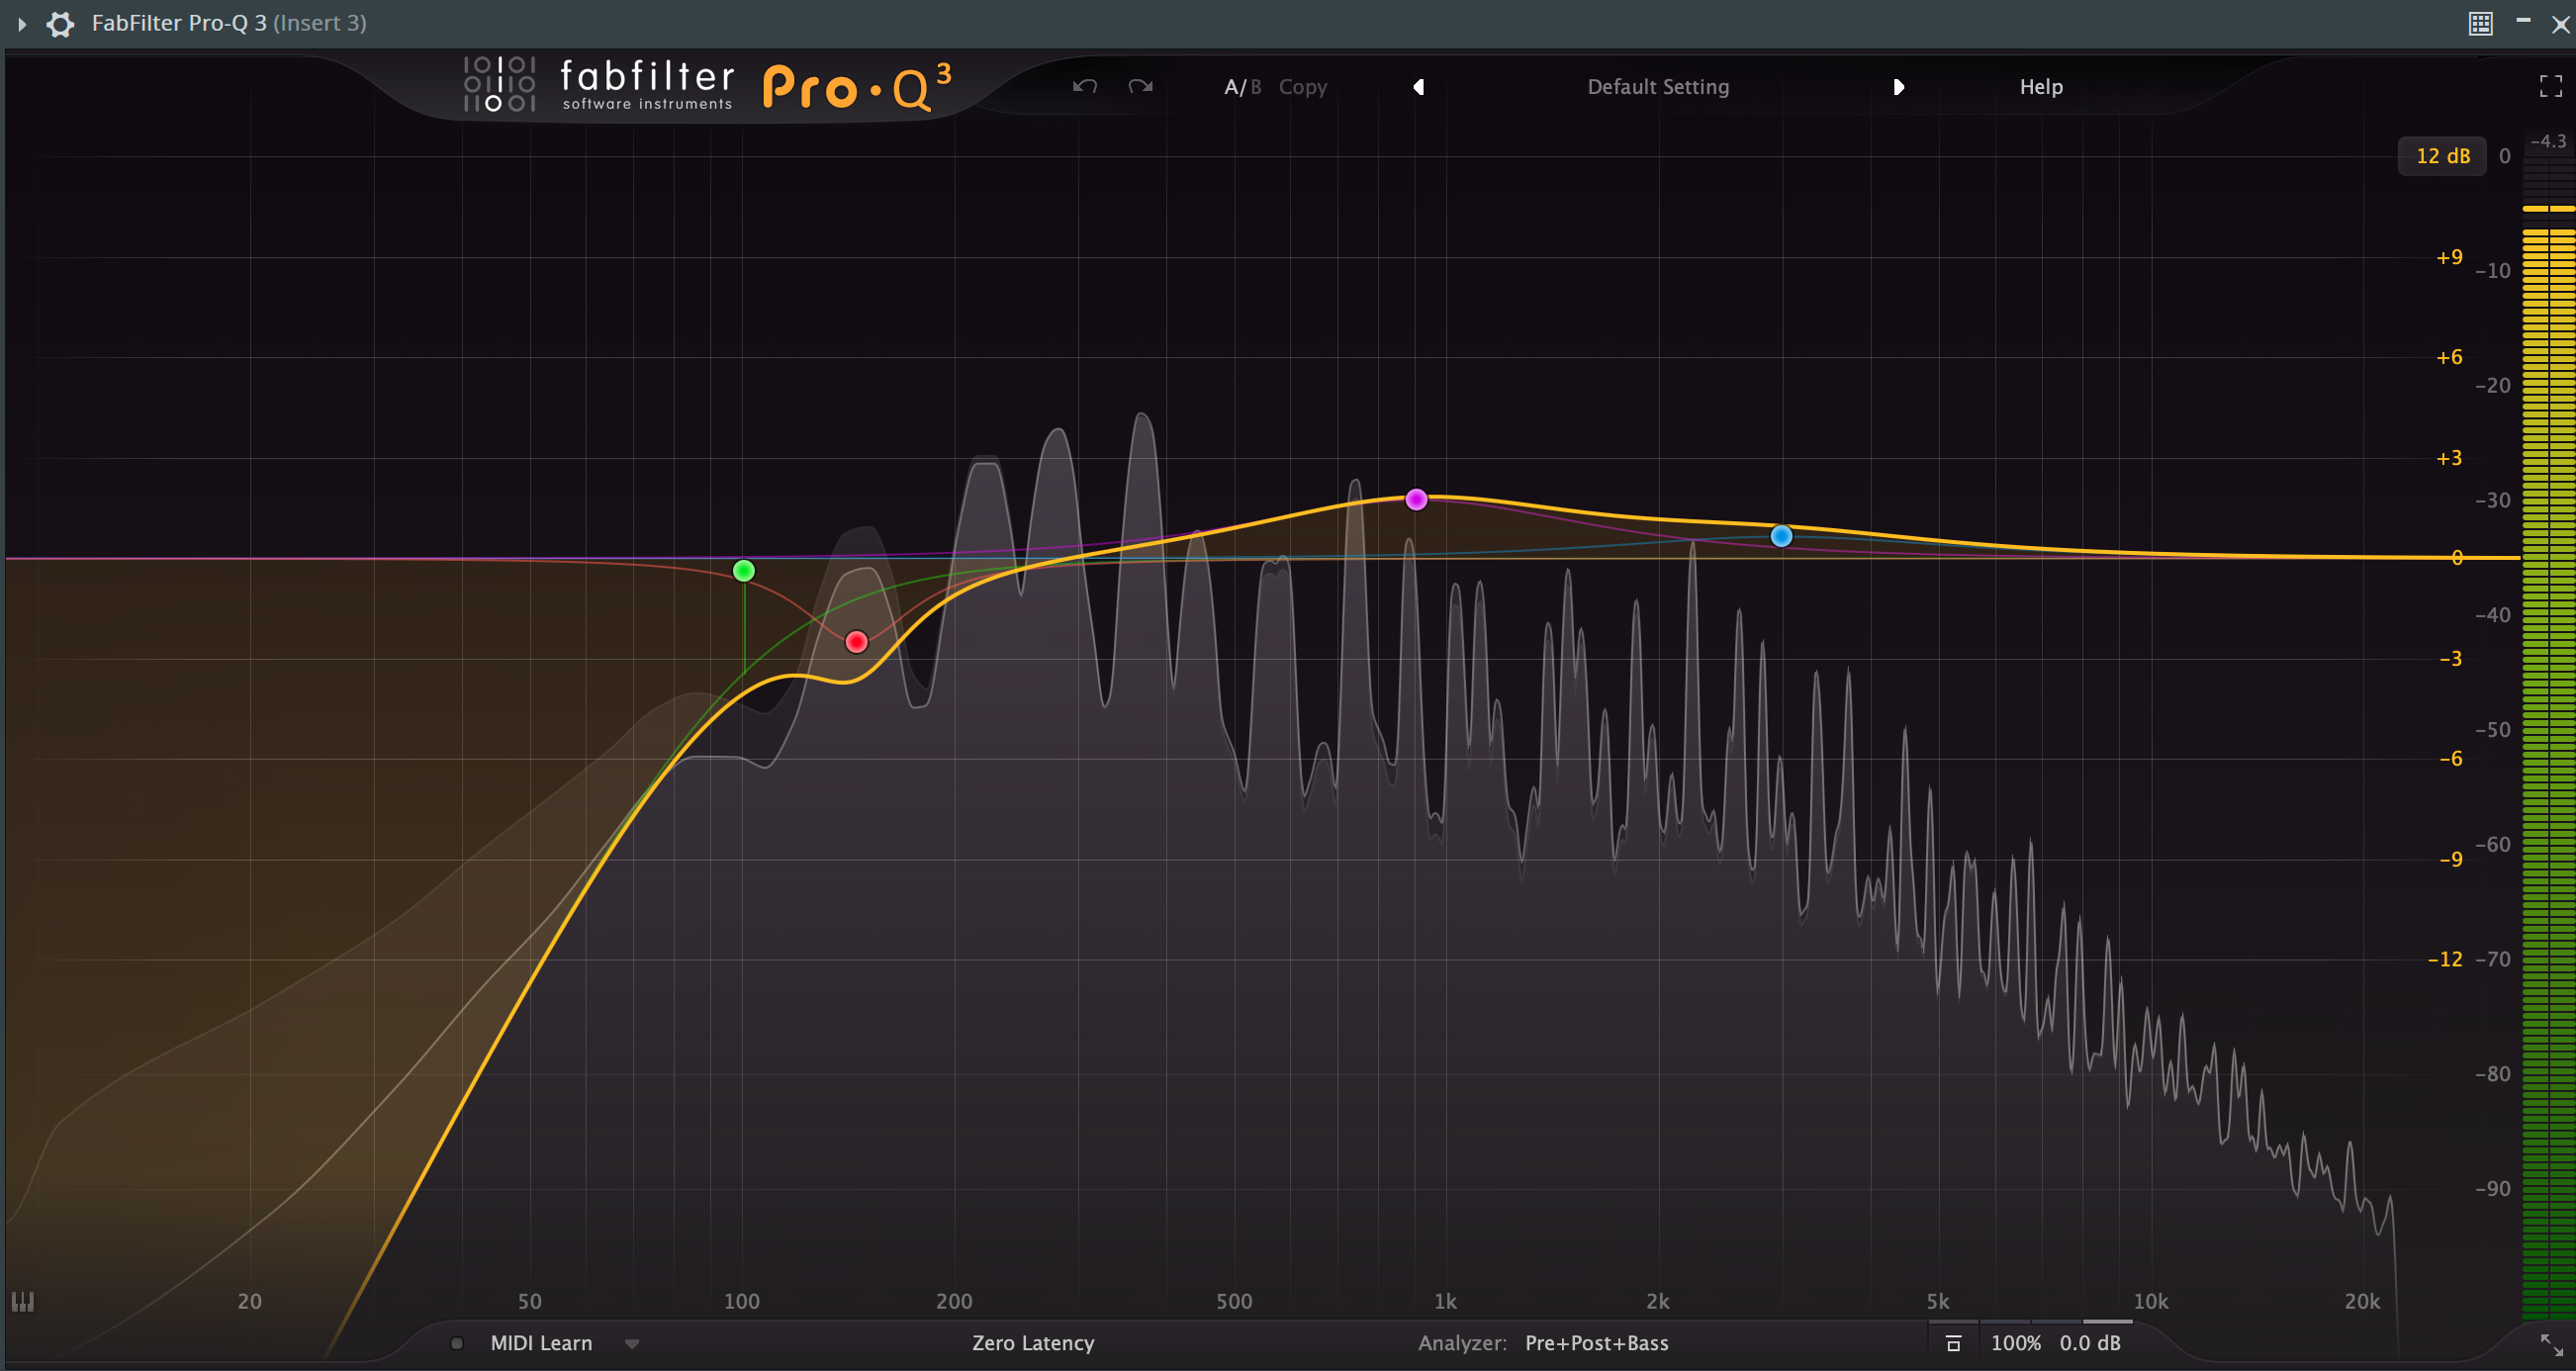 FabFilter Pro-Q 3 (Insert 3)
fabfilter
software instruments
Pro·Q3
A/B Copy
Default Setting
Help
-4.3
12 dB 0
+9
-10
+6
-20
+3
-30
0
-40
-3
-50
-6
-60
-9
-12 -70
-80
-90
20 50 100 200 500 1k 2k 5k 10k 20k
MIDI Learn Zero Latency Analyzer: Pre+Post+Bass 100% 0.0 dB